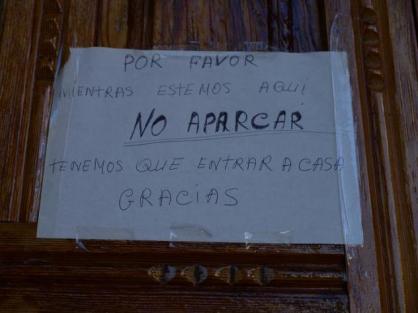 POR FAVOR
MIENTRAS ESTEMOS AQUI
NO APARCAR
TENEMOS QUE ENTRAR A CASA
GRACIAS